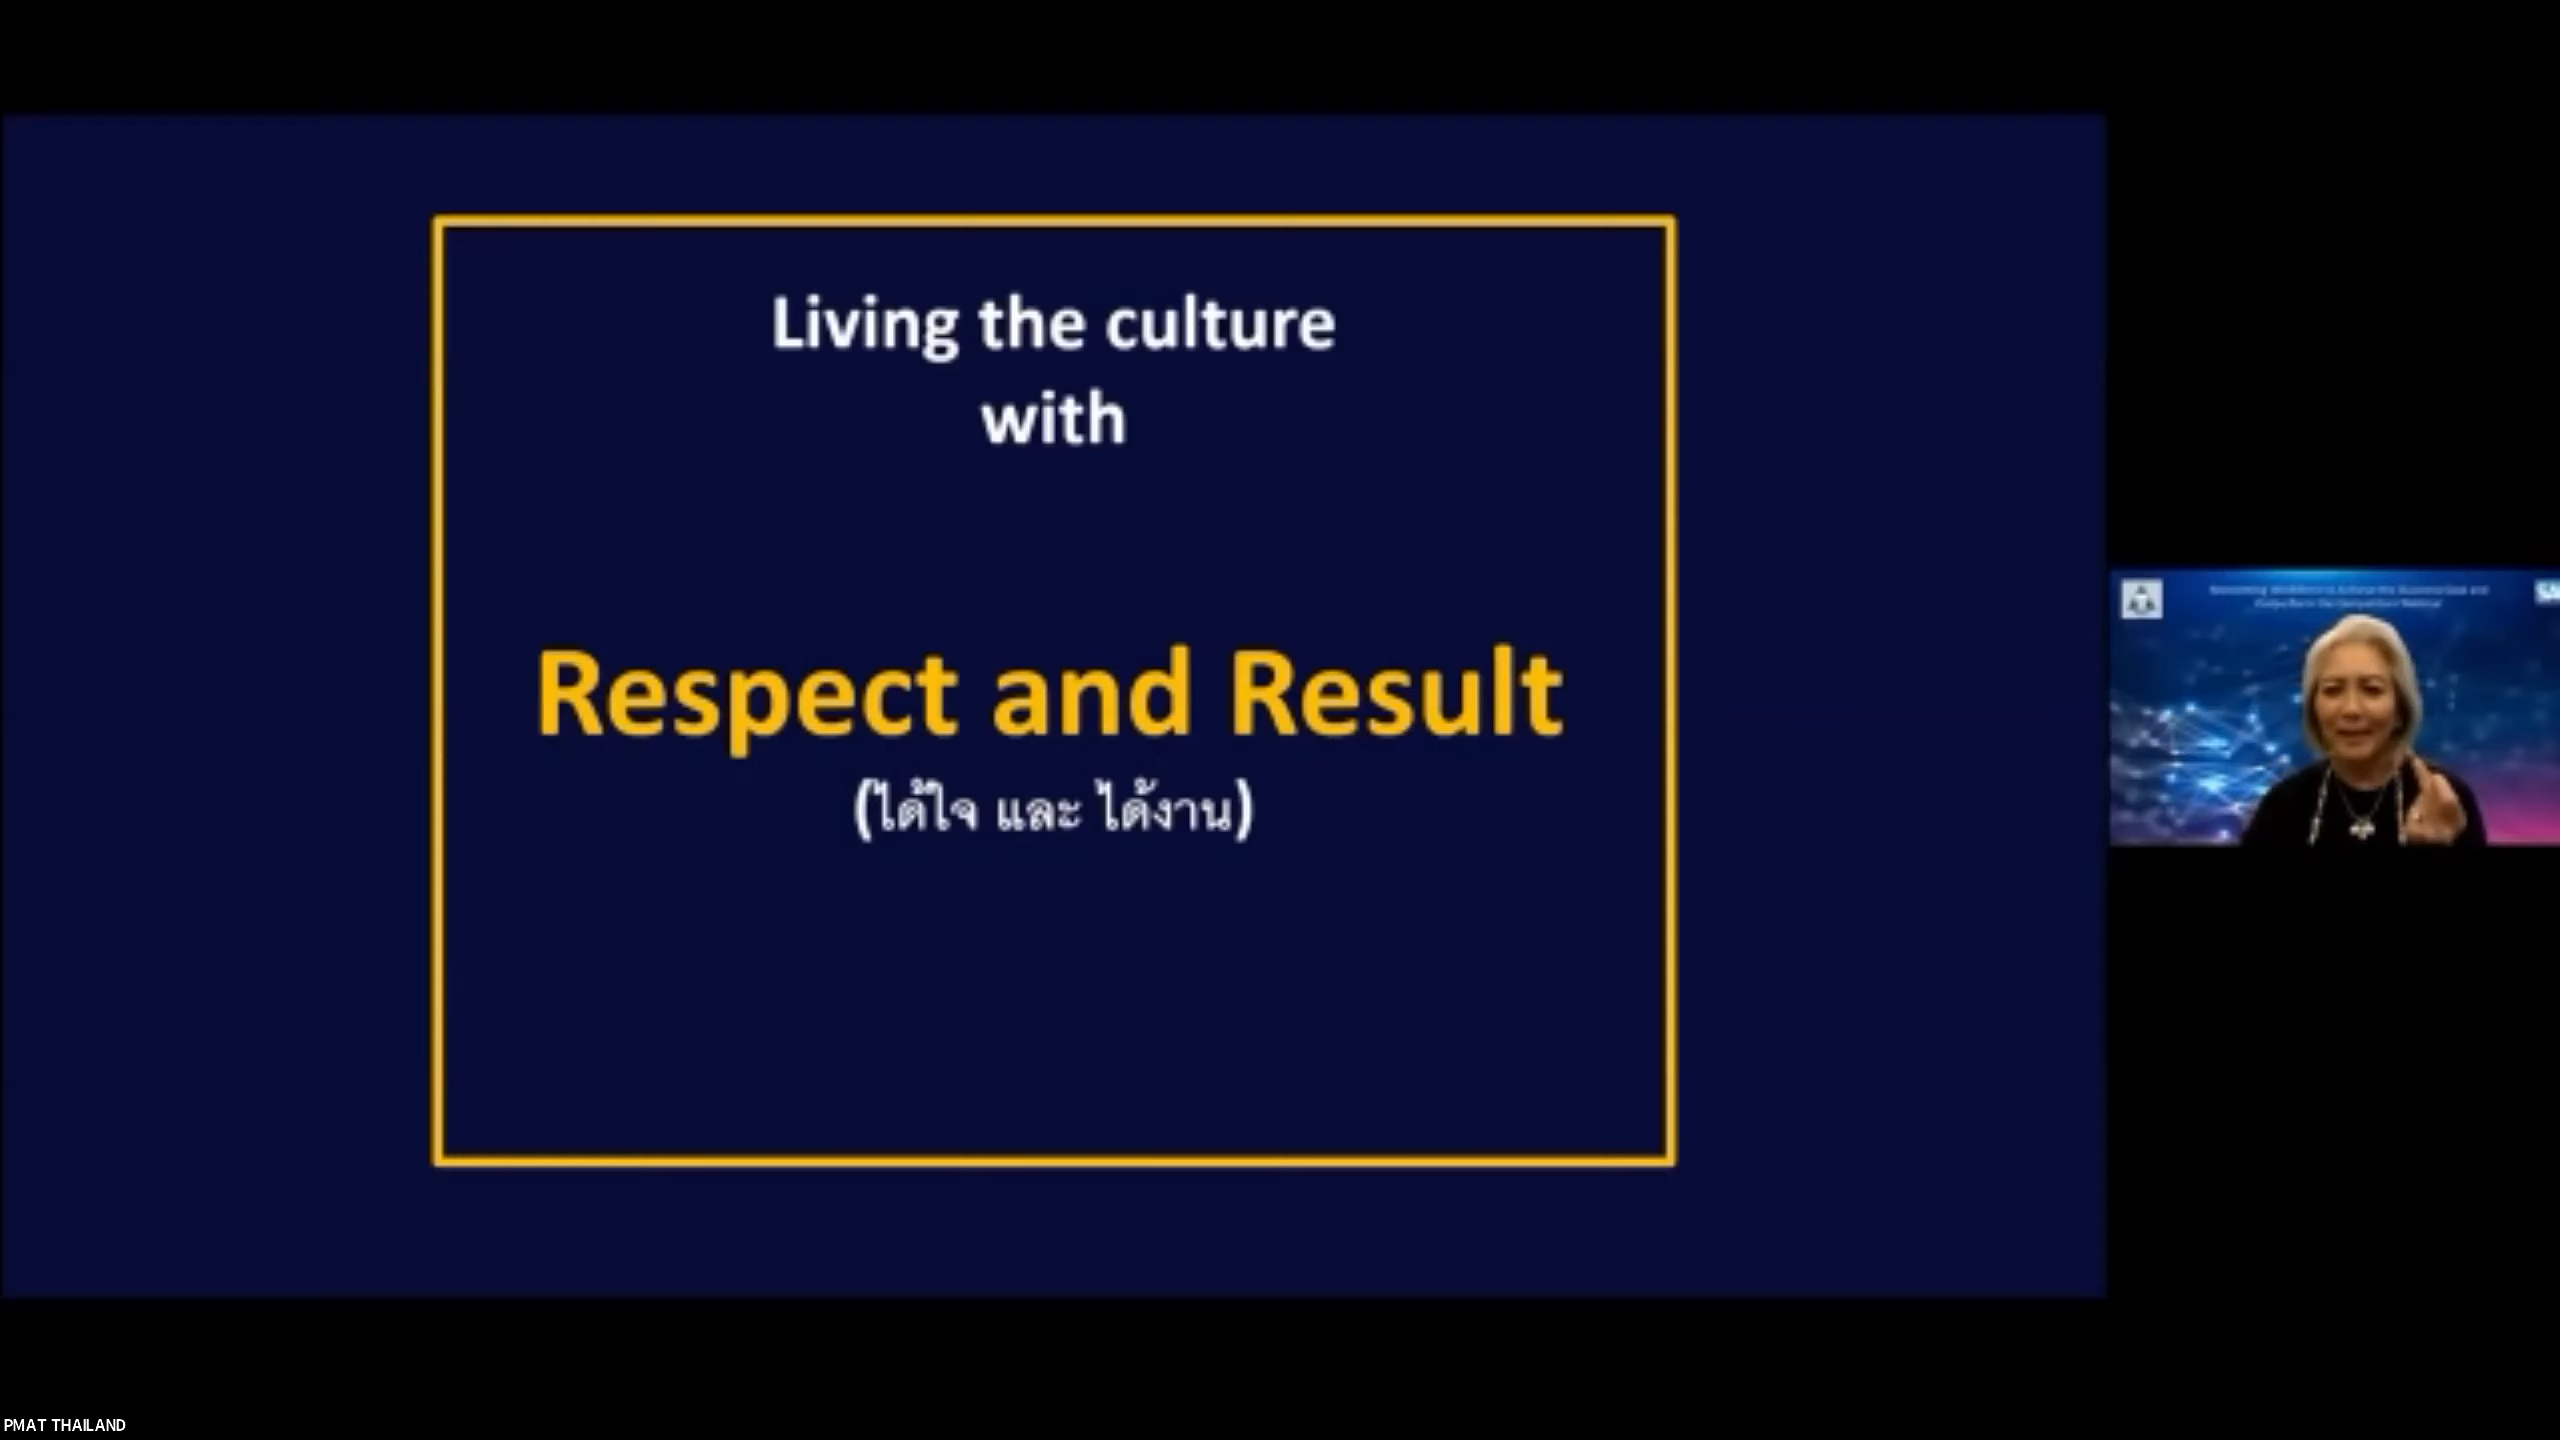 Living the culture
with
Respect and Result
(ได้ใจ และ ได้งาน)
PMAT THAILAND